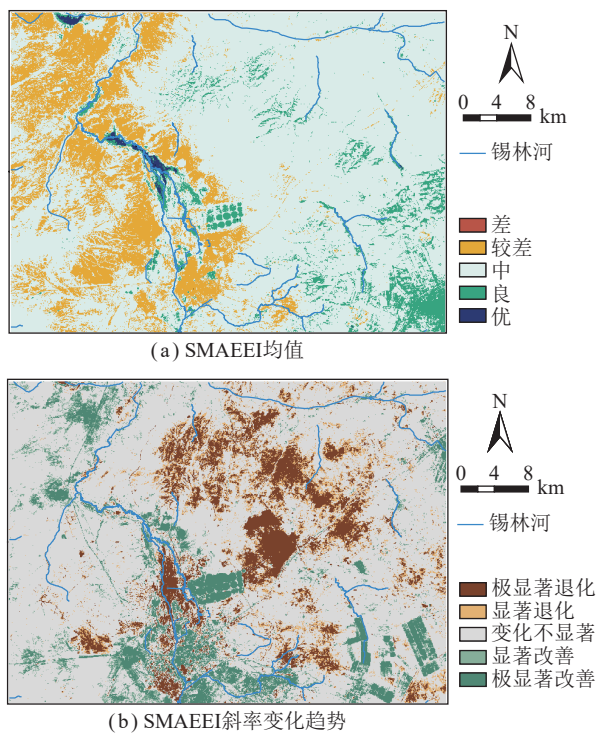 N
0 4 8 km
锡林河
差
较差
中
良
优
(a) SMAEEI均值
N
0 4 8 km
锡林河
极显著退化
显著退化
变化不显著
显著改善
极显著改善
(b) SMAEEI斜率变化趋势